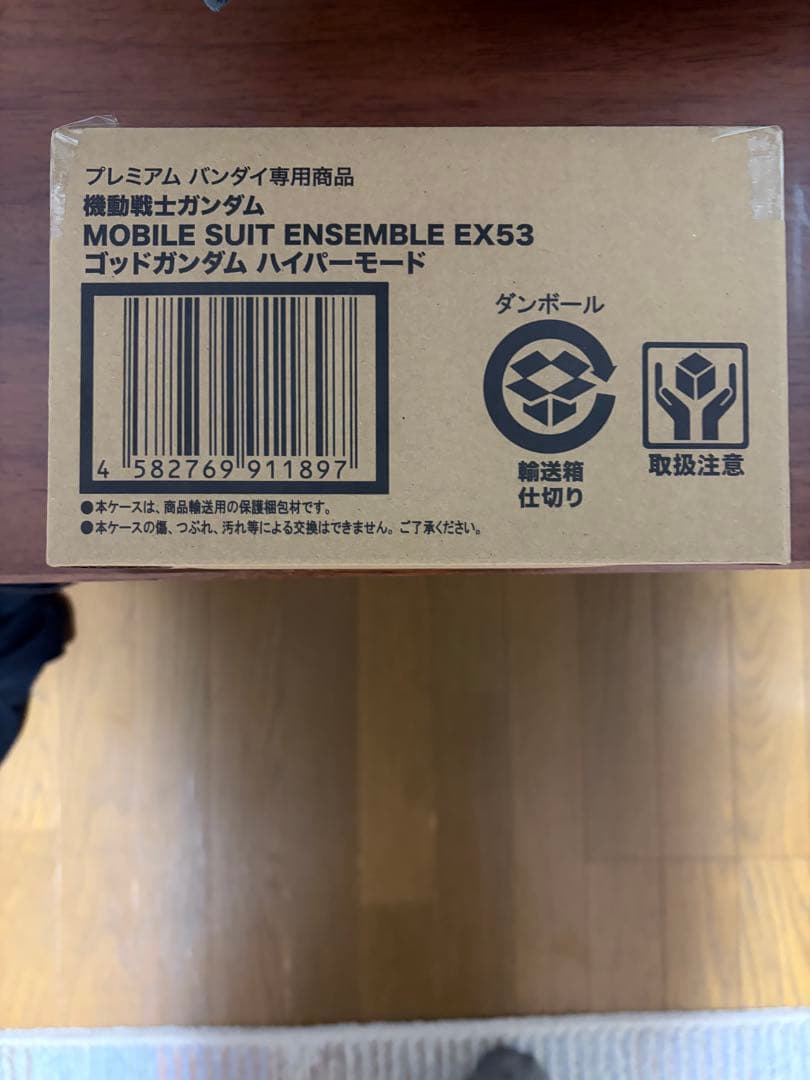 プレミアム バンダイ専用商品
機動戦士ガンダム
MOBILE SUIT ENSEMBLE EX53
ゴッドガンダム ハイパーモード
4 582769 911897
ダンボール
輸送箱
仕切り
取扱注意
●本ケースは、商品輸送用の保護梱包材です。
●本ケースの傷、つぶれ、汚れ等による交換はできません。ご了承ください。